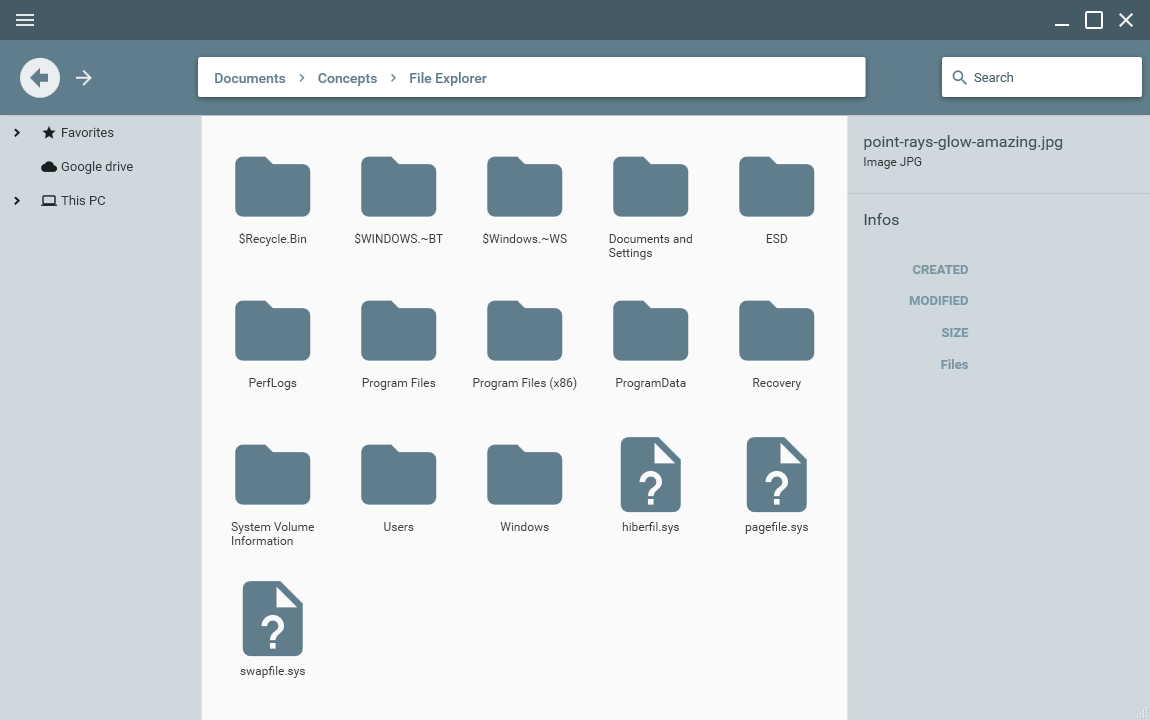 Documents > Concepts > File Explorer
Search
Favorites
Google drive
This PC
$Recycle.Bin
$WINDOWS.~BT
$Windows.~WS
Documents and
Settings
ESD
PerfLogs
Program Files
Program Files (x86)
ProgramData
Recovery
System Volume
Information
Users
Windows
hiberfil.sys
pagefile.sys
swapfile.sys
point-rays-glow-amazing.jpg
Image JPG
Infos
CREATED
MODIFIED
SIZE
Files